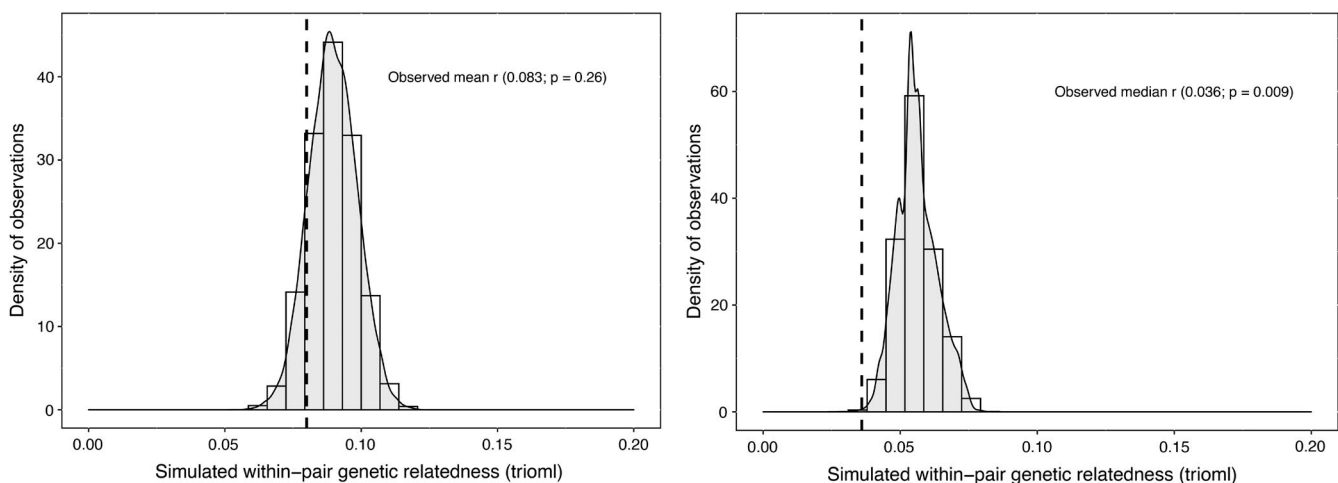 Observed mean r (0.083; p = 0.26)
Density of observations
40
30
20
10
0
0.00 0.05 0.10 0.15 0.20
Simulated within−pair genetic relatedness (trioml)
Observed median r (0.036; p = 0.009)
Density of observations
60
40
20
0
0.00 0.05 0.10 0.15 0.20
Simulated within−pair genetic relatedness (trioml)